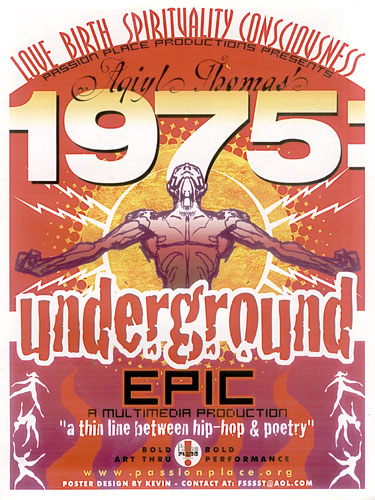 LOVE BIRTH SPIRITUALITY CONSCIOUSNESS
PASSION PLACE PRODUCTIONS PRESENTS
Aqiyl Thomas'
1975:
underground
EPIC
A MULTIMEDIA PRODUCTION
"a thin line between hip-hop & poetry"
BOLD BOLD
ART THRU PERFORMANCE
www.passionplace.org
POSTER DESIGN BY KEVIN - CONTACT AT: FSSSST@AOL.COM